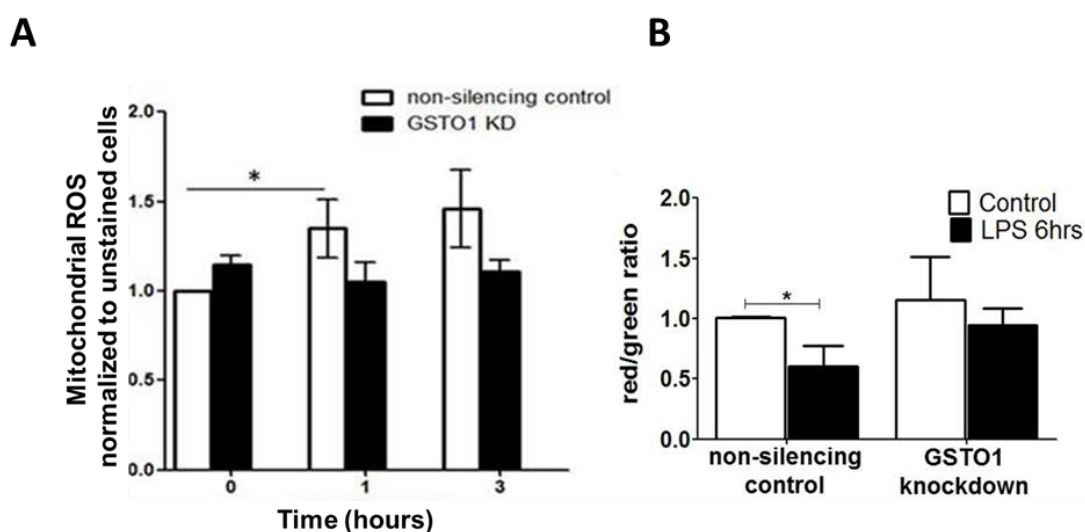 A
non-silencing control
GSTO1 KD
Mitochondrial ROS
normalized to unstained cells
2.0
1.5
1.0
0.5
0.0
*
0 1 3
Time (hours)
B
Control
LPS 6hrs
red/green ratio
2.0
1.5
1.0
0.5
0.0
*
non-silencing
control
GSTO1
knockdown